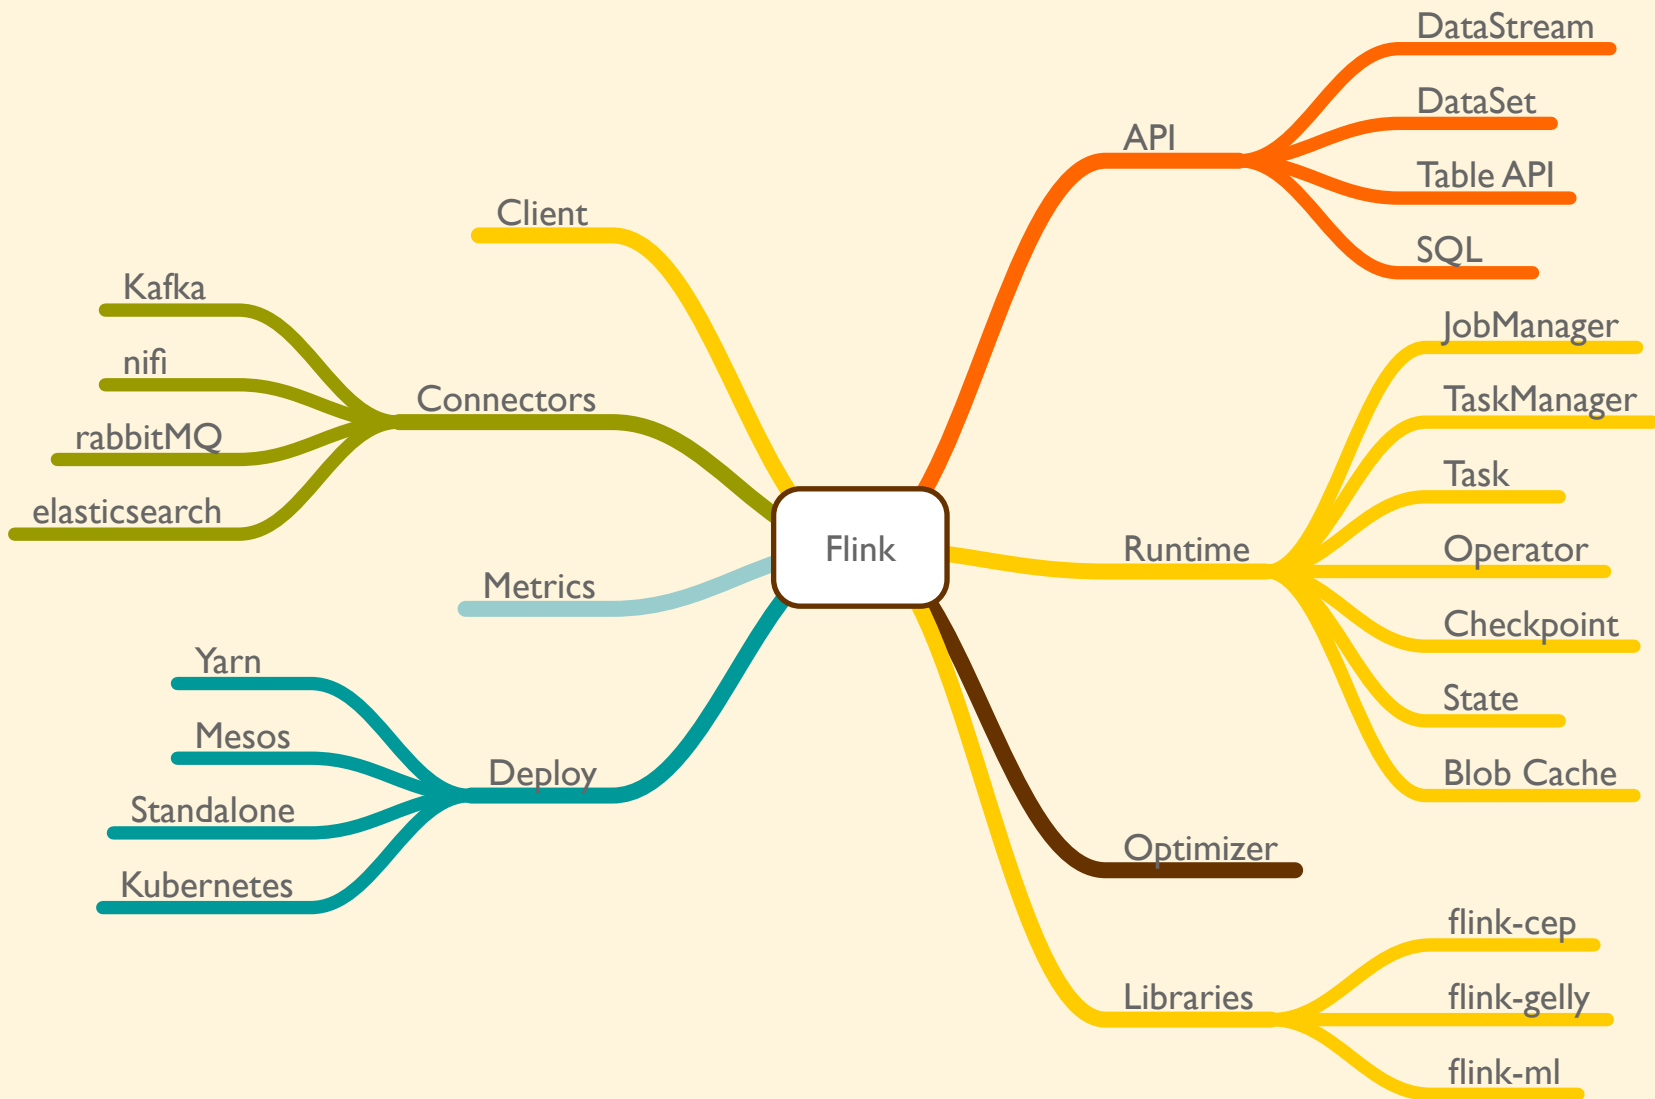 Flink
API
DataStream
DataSet
Table API
SQL
Runtime
JobManager
TaskManager
Task
Operator
Checkpoint
State
Blob Cache
Optimizer
Libraries
flink-cep
flink-gelly
flink-ml
Client
Connectors
Kafka
nifi
rabbitMQ
elasticsearch
Metrics
Deploy
Yarn
Mesos
Standalone
Kubernetes